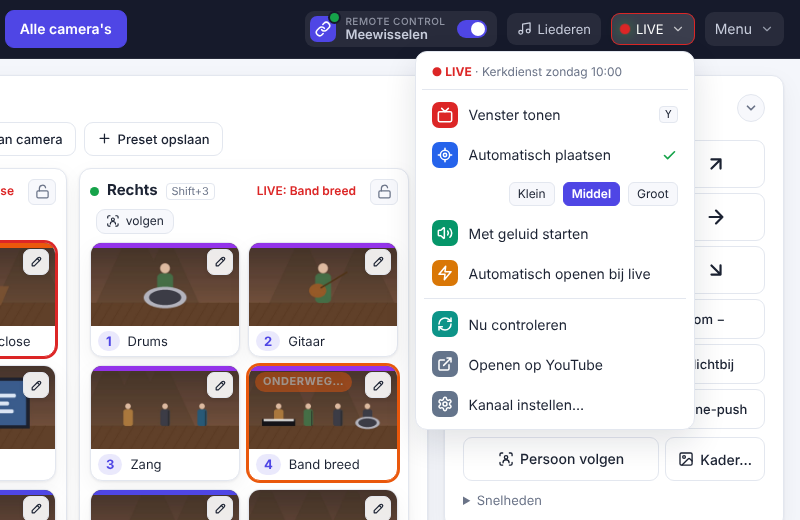 Alle camera's
REMOTE CONTROL
Meewisselen
Liederen
LIVE
Menu
LIVE · Kerkdienst zondag 10:00
Venster tonen
Y
Automatisch plaatsen
Klein
Middel
Groot
Met geluid starten
Automatisch openen bij live
Nu controleren
Openen op YouTube
Kanaal instellen...
an camera
Preset opslaan
se
Rechts
Shift+3
LIVE: Band breed
volgen
close
1 Drums
2 Gitaar
3 Zang
ONDERWEG...
4 Band breed
om –
lichtbij
ne-push
Persoon volgen
Kader...
Snelheden